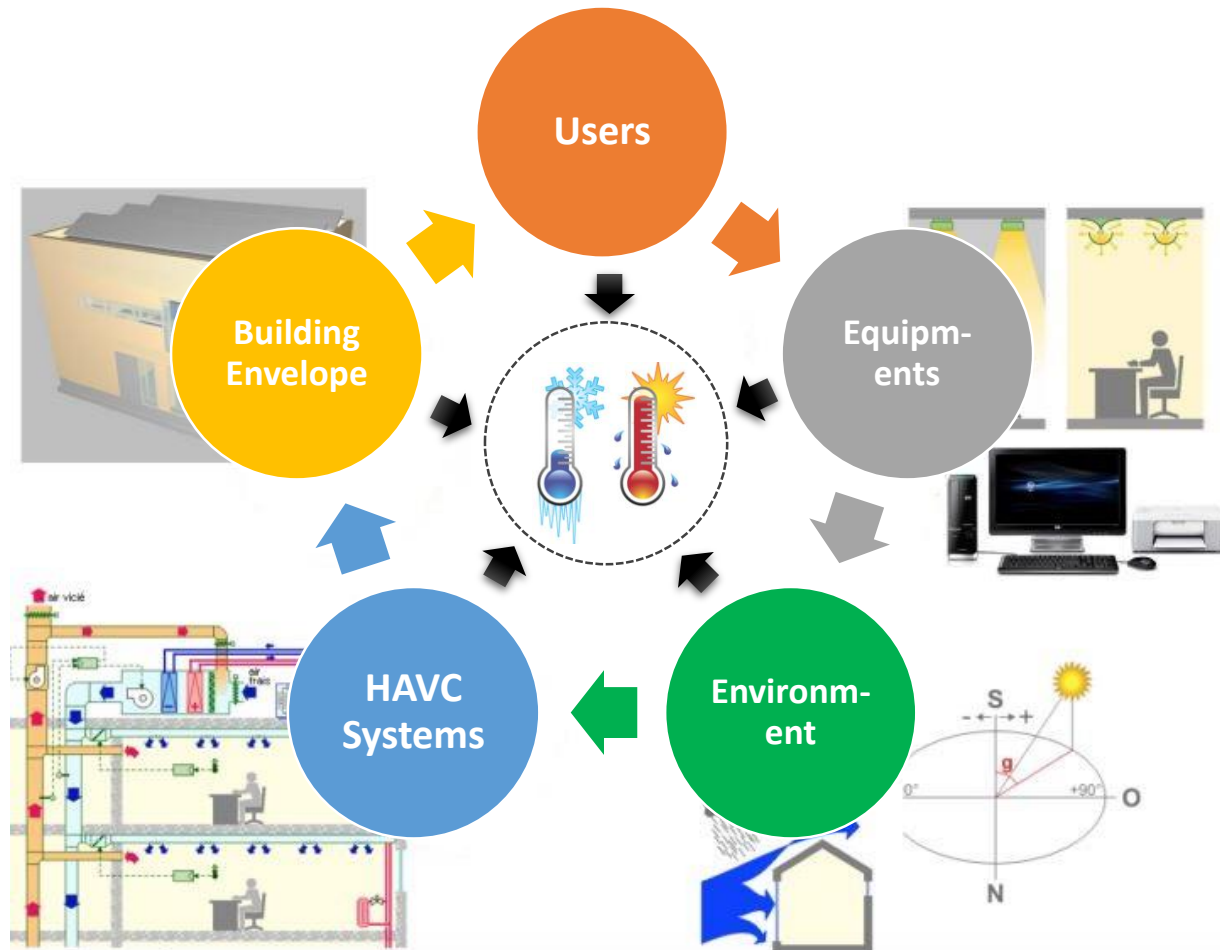 Users
Building
Envelope
Equipm-
ents
HAVC
Systems
Environm-
ent
air vicié
air
frais
S
- +
g
0°
+90°
O
N